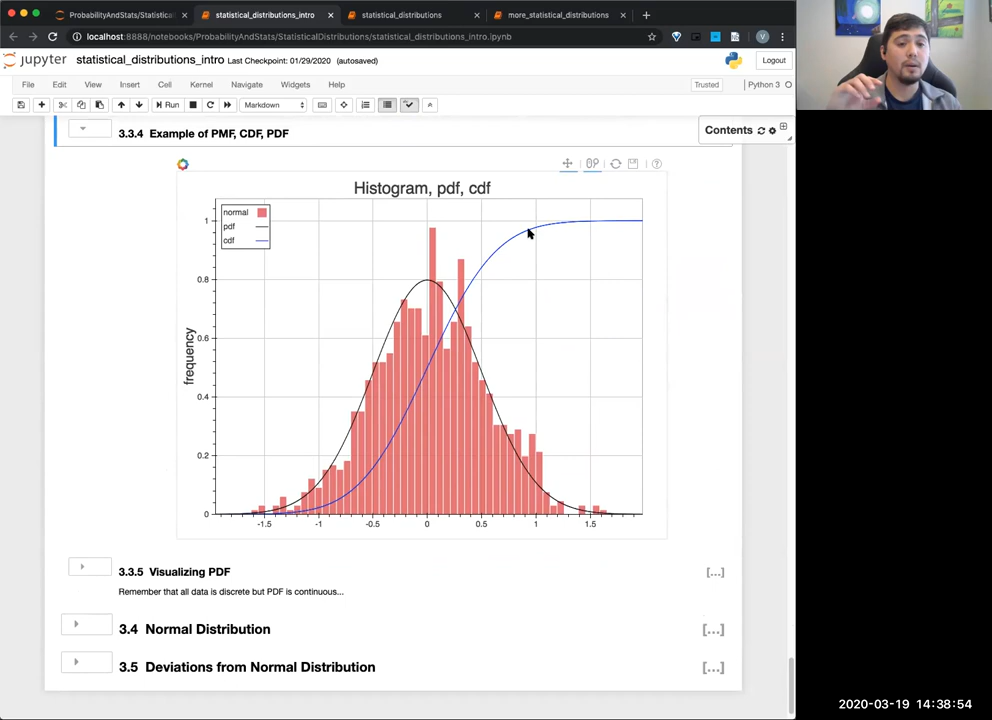 ProbabilityAndStats/Statistical
statistical_distributions_intro
statistical_distributions
more_statistical_distributions
localhost:8888/notebooks/ProbabilityAndStats/StatisticalDistributions/statistical_distributions_intro.ipynb
V
jupyter statistical_distributions_intro Last Checkpoint: 01/29/2020 (autosaved)
Logout
File Edit View Insert Cell Kernel Navigate Widgets Help
Trusted
Python 3
Run
Markdown
3.3.4 Example of PMF, CDF, PDF
Contents
Histogram, pdf, cdf
normal
pdf
cdf
frequency
1
0.8
0.6
0.4
0.2
0
-1.5 -1 -0.5 0 0.5 1 1.5
3.3.5 Visualizing PDF
[...]
Remember that all data is discrete but PDF is continuous...
3.4 Normal Distribution
[...]
3.5 Deviations from Normal Distribution
[...]
2020-03-19 14:38:54